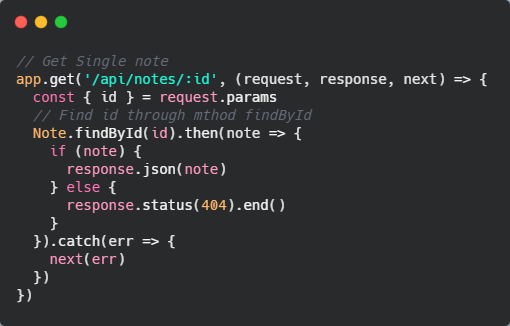 // Get Single note
app.get('/api/notes/:id', (request, response, next) => {
  const { id } = request.params
  // Find id through mthod findById
  Note.findById(id).then(note => {
    if (note) {
      response.json(note)
    } else {
      response.status(404).end()
    }
  }).catch(err => {
    next(err)
  })
})